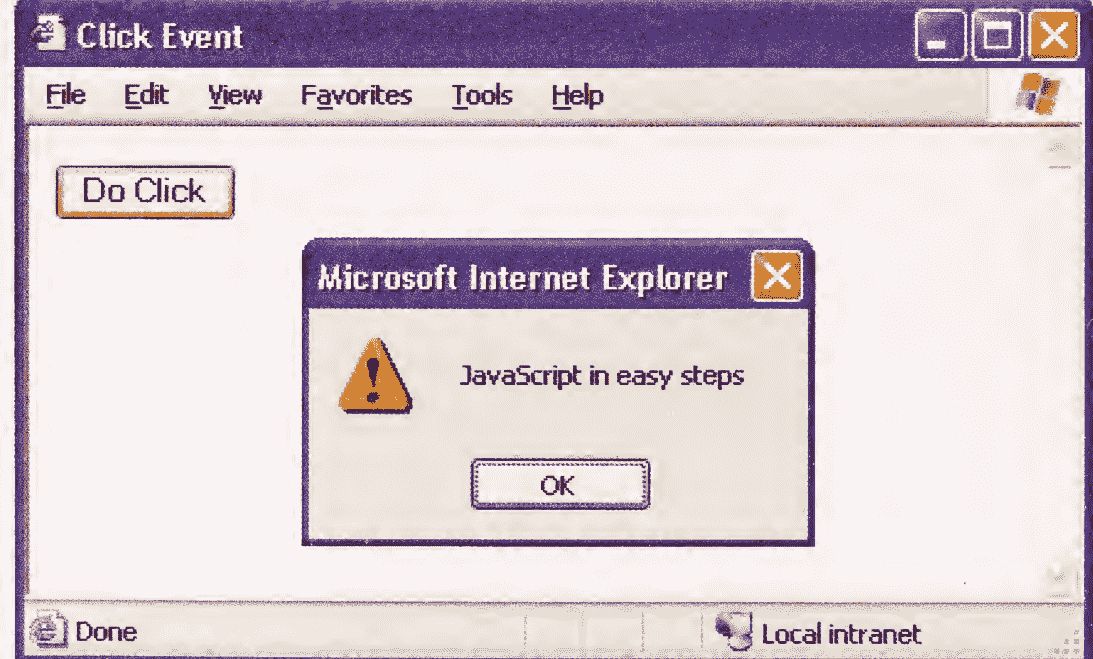 Click Event
File Edit View Favorites Tools Help
Do Click
Microsoft Internet Explorer
JavaScript in easy steps
OK
Done Local intranet